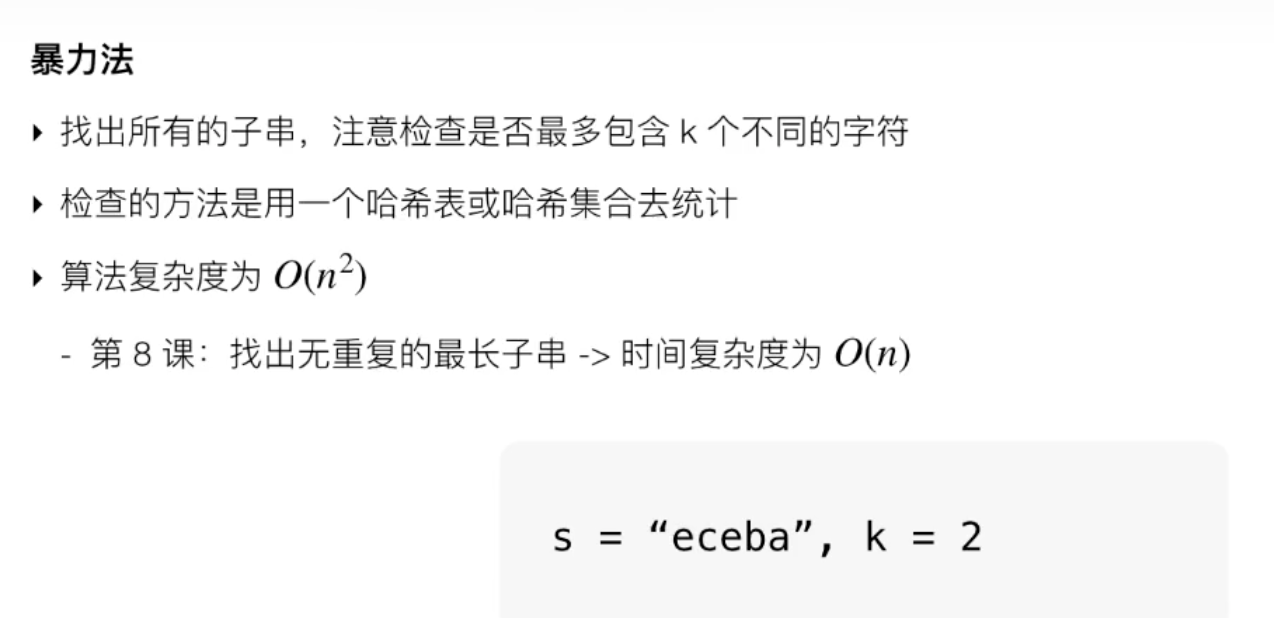 暴力法
‣ 找出所有的子串，注意检查是否最多包含 k 个不同的字符
‣ 检查的方法是用一个哈希表或哈希集合去统计
‣ 算法复杂度为 O(n²)
- 第 8 课：找出无重复的最长子串 -> 时间复杂度为 O(n)
s = “eceba”, k = 2